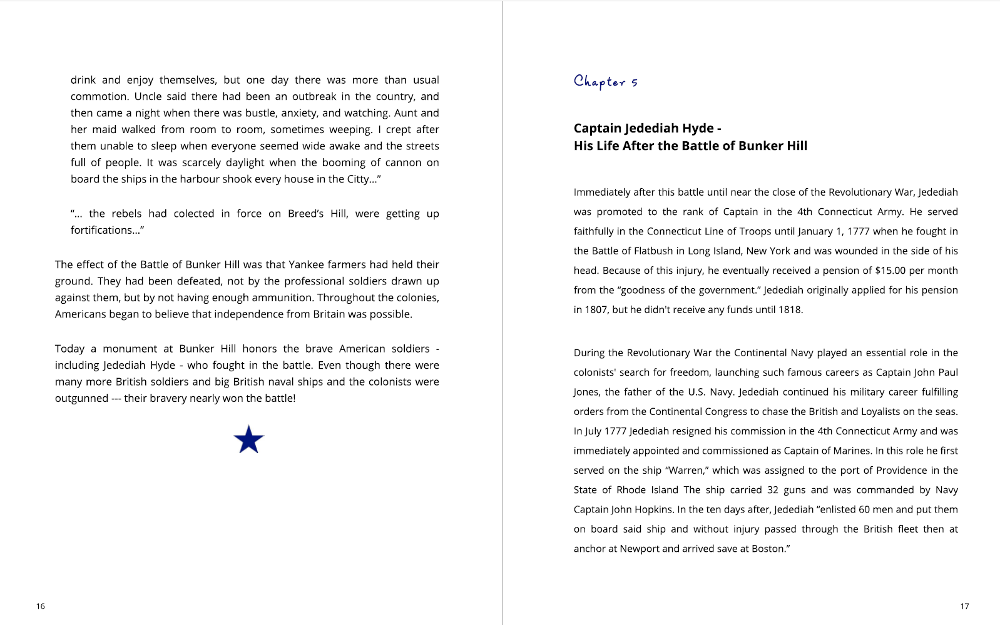 drink and enjoy themselves, but one day there was more than usual
commotion. Uncle said there had been an outbreak in the country, and
then came a night when there was bustle, anxiety, and watching. Aunt and
her maid walked from room to room, sometimes weeping. I crept after
them unable to sleep when everyone seemed wide awake and the streets
full of people. It was scarcely daylight when the booming of cannon on
board the ships in the harbour shook every house in the Citty...”
“... the rebels had colected in force on Breed’s Hill, were getting up
fortifications...”
The effect of the Battle of Bunker Hill was that Yankee farmers had held their
ground. They had been defeated, not by the professional soldiers drawn up
against them, but by not having enough ammunition. Throughout the colonies,
Americans began to believe that independence from Britain was possible.
Today a monument at Bunker Hill honors the brave American soldiers -
including Jedediah Hyde - who fought in the battle. Even though there were
many more British soldiers and big British naval ships and the colonists were
outgunned --- their bravery nearly won the battle!
16
Chapter 5
Captain Jedediah Hyde -
His Life After the Battle of Bunker Hill
Immediately after this battle until near the close of the Revolutionary War, Jedediah
was promoted to the rank of Captain in the 4th Connecticut Army. He served
faithfully in the Connecticut Line of Troops until January 1, 1777 when he fought in
the Battle of Flatbush in Long Island, New York and was wounded in the side of his
head. Because of this injury, he eventually received a pension of $15.00 per month
from the “goodness of the government.” Jedediah originally applied for his pension
in 1807, but he didn't receive any funds until 1818.
During the Revolutionary War the Continental Navy played an essential role in the
colonists' search for freedom, launching such famous careers as Captain John Paul
Jones, the father of the U.S. Navy. Jedediah continued his military career fulfilling
orders from the Continental Congress to chase the British and Loyalists on the seas.
In July 1777 Jedediah resigned his commission in the 4th Connecticut Army and was
immediately appointed and commissioned as Captain of Marines. In this role he first
served on the ship “Warren,” which was assigned to the port of Providence in the
State of Rhode Island The ship carried 32 guns and was commanded by Navy
Captain John Hopkins. In the ten days after, Jedediah “enlisted 60 men and put them
on board said ship and without injury passed through the British fleet then at
anchor at Newport and arrived save at Boston.”
17